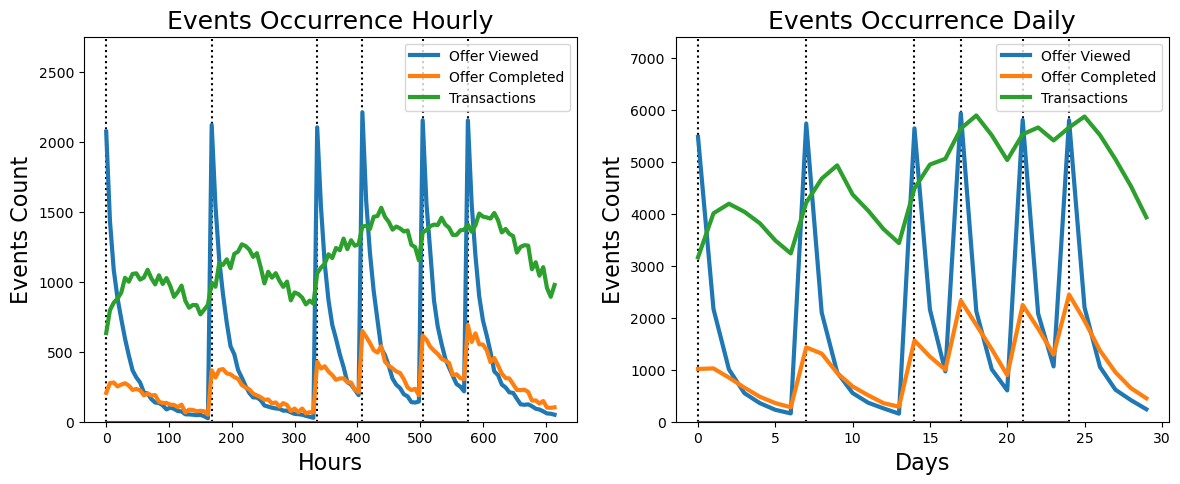 Events Occurrence Hourly
Events Count
2500
2000
1500
1000
500
0
Offer Viewed
Offer Completed
Transactions
0 100 200 300 400 500 600 700
Hours
Events Occurrence Daily
Events Count
7000
6000
5000
4000
3000
2000
1000
0
Offer Viewed
Offer Completed
Transactions
0 5 10 15 20 25 30
Days